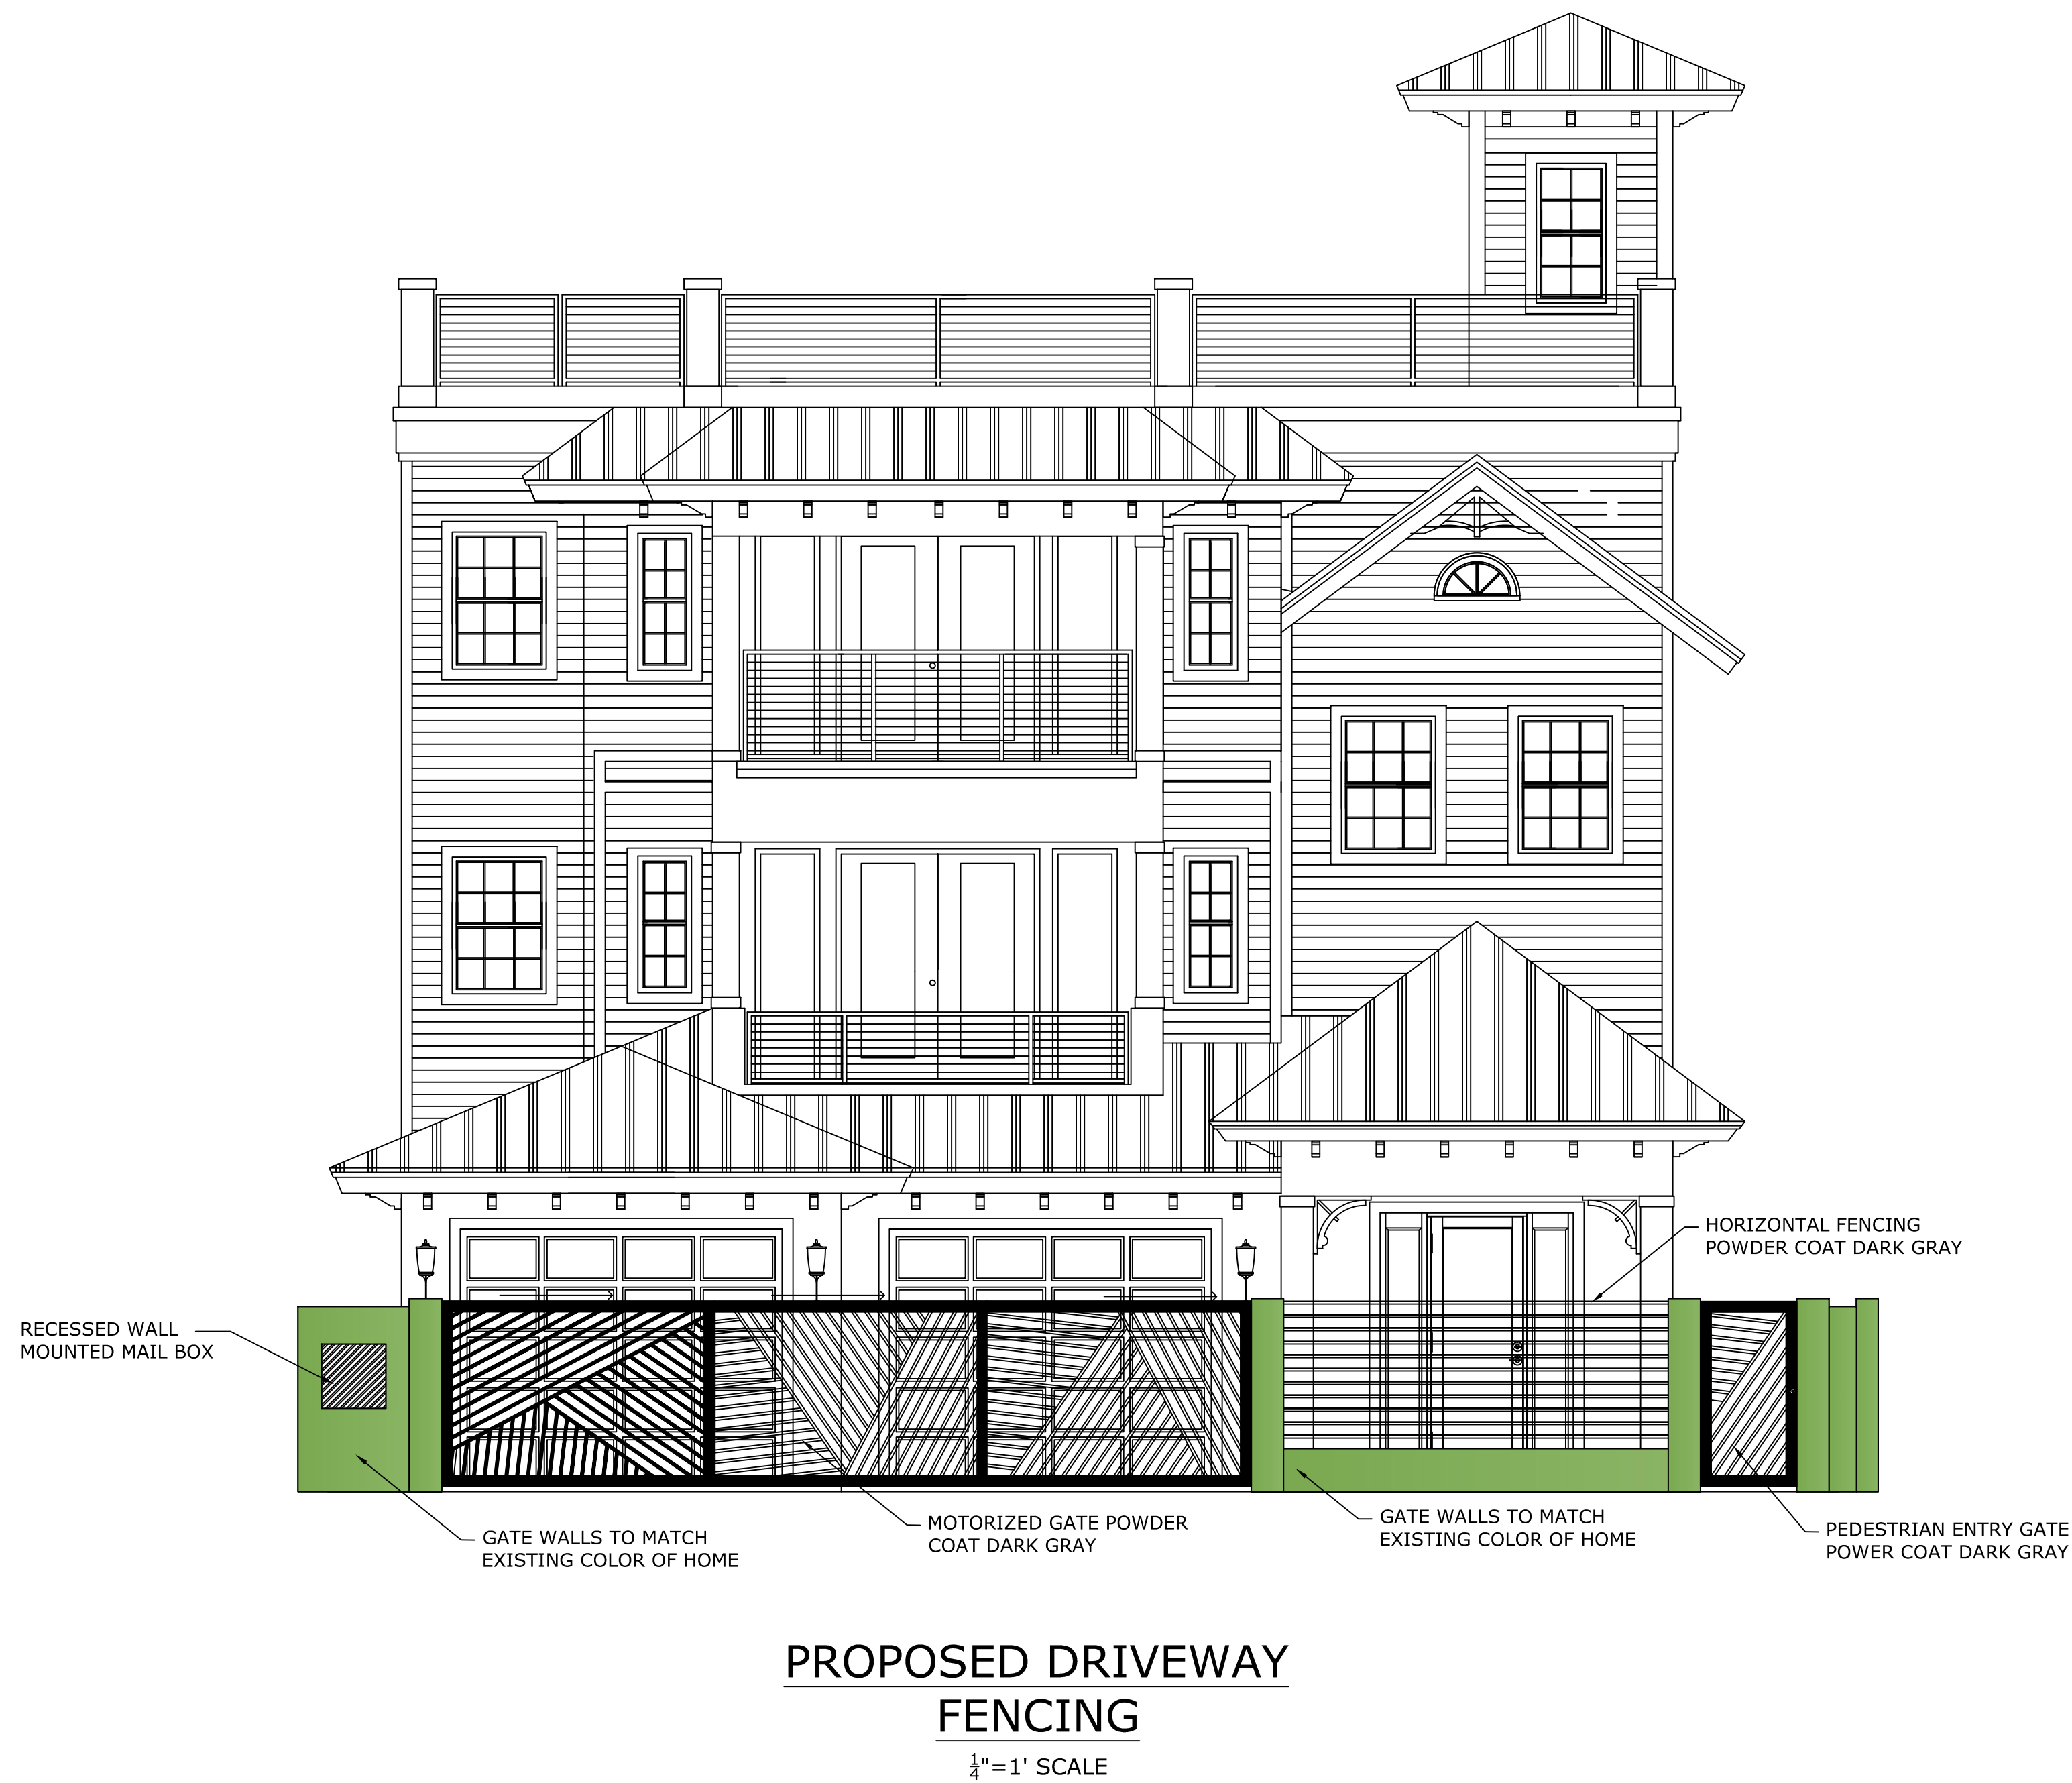 HORIZONTAL FENCING
POWDER COAT DARK GRAY
RECESSED WALL
MOUNTED MAIL BOX
GATE WALLS TO MATCH
EXISTING COLOR OF HOME
MOTORIZED GATE POWDER
COAT DARK GRAY
GATE WALLS TO MATCH
EXISTING COLOR OF HOME
PEDESTRIAN ENTRY GATE
POWER COAT DARK GRAY
PROPOSED DRIVEWAY
FENCING
1/4"=1' SCALE